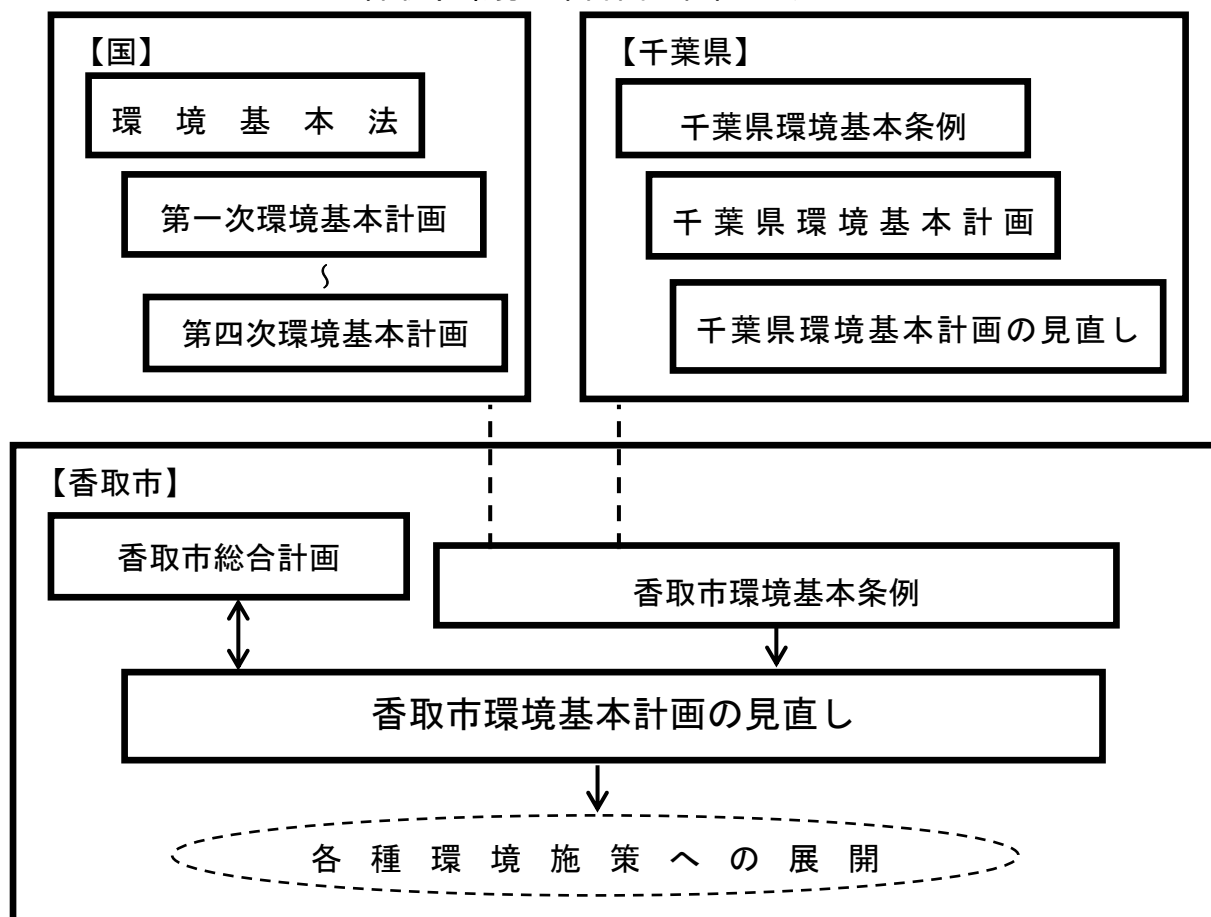 【国】
環境基本法
第一次環境基本計画
～
第四次環境基本計画
【千葉県】
千葉県環境基本条例
千葉県環境基本計画
千葉県環境基本計画の見直し
【香取市】
香取市総合計画
香取市環境基本条例
香取市環境基本計画の見直し
各種環境施策への展開